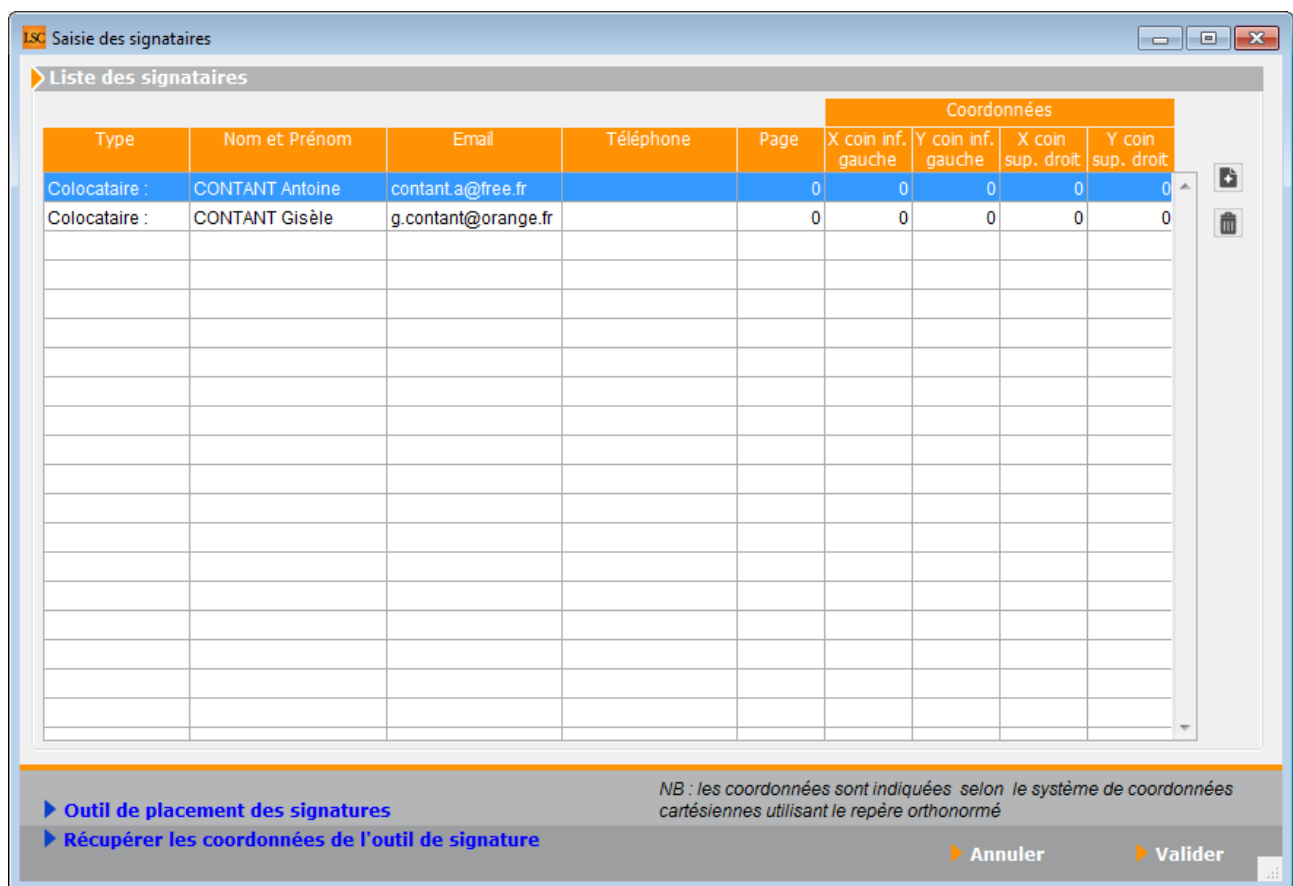 LSC Saisie des signataires
Liste des signataires
Coordonnées
Type Nom et Prénom Email Téléphone Page X coin inf. gauche Y coin inf. gauche X coin sup. droit Y coin sup. droit
Colocataire : CONTANT Antoine contant.a@free.fr 0 0 0 0 0
Colocataire : CONTANT Gisèle g.contant@orange.fr 0 0 0 0 0
NB : les coordonnées sont indiquées selon le système de coordonnées
cartésiennes utilisant le repère orthonormé
Outil de placement des signatures
Récupérer les coordonnées de l'outil de signature
Annuler Valider